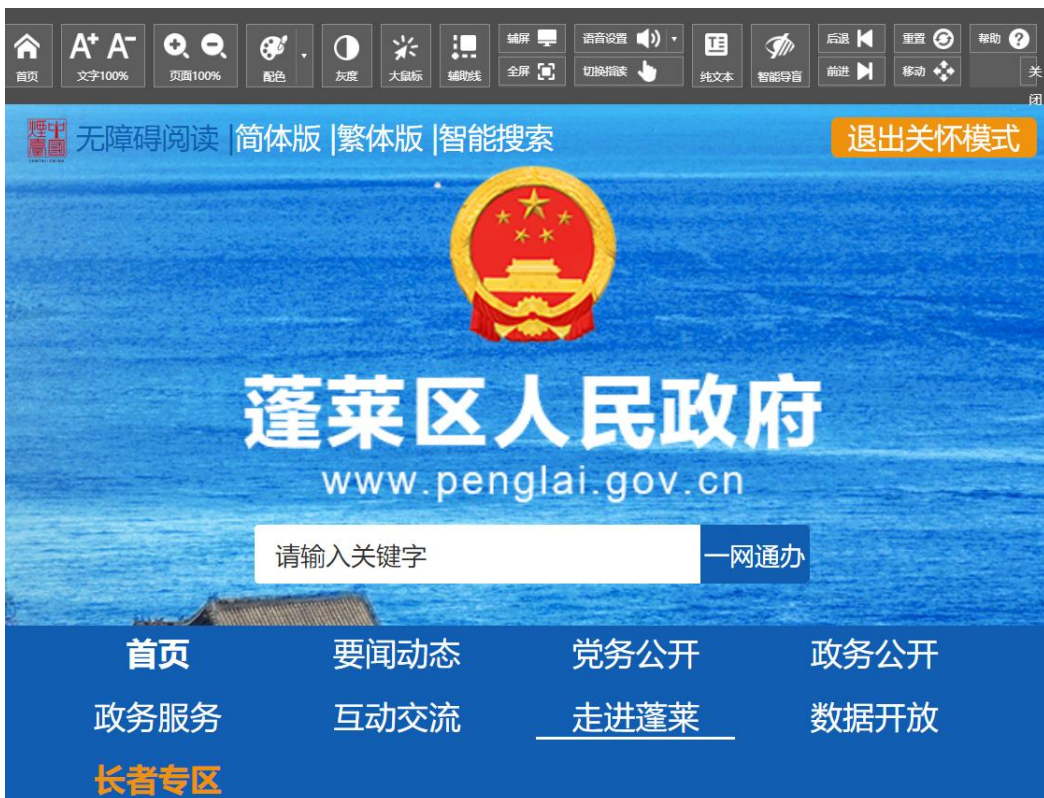 首页 A+ A- 文字100% 页面100% 配色 灰度 大鼠标 辅助线 辅屏 全屏 语音设置 切换指读 纯文本 智能导盲 后退 前进 重置 移动 帮助 关闭
中國煙臺 无障碍阅读 |简体版 |繁体版 |智能搜索 退出关怀模式
蓬莱区人民政府
www.penglai.gov.cn
请输入关键字 一网通办
首页 要闻动态 党务公开 政务公开
政务服务 互动交流 走进蓬莱 数据开放
长者专区